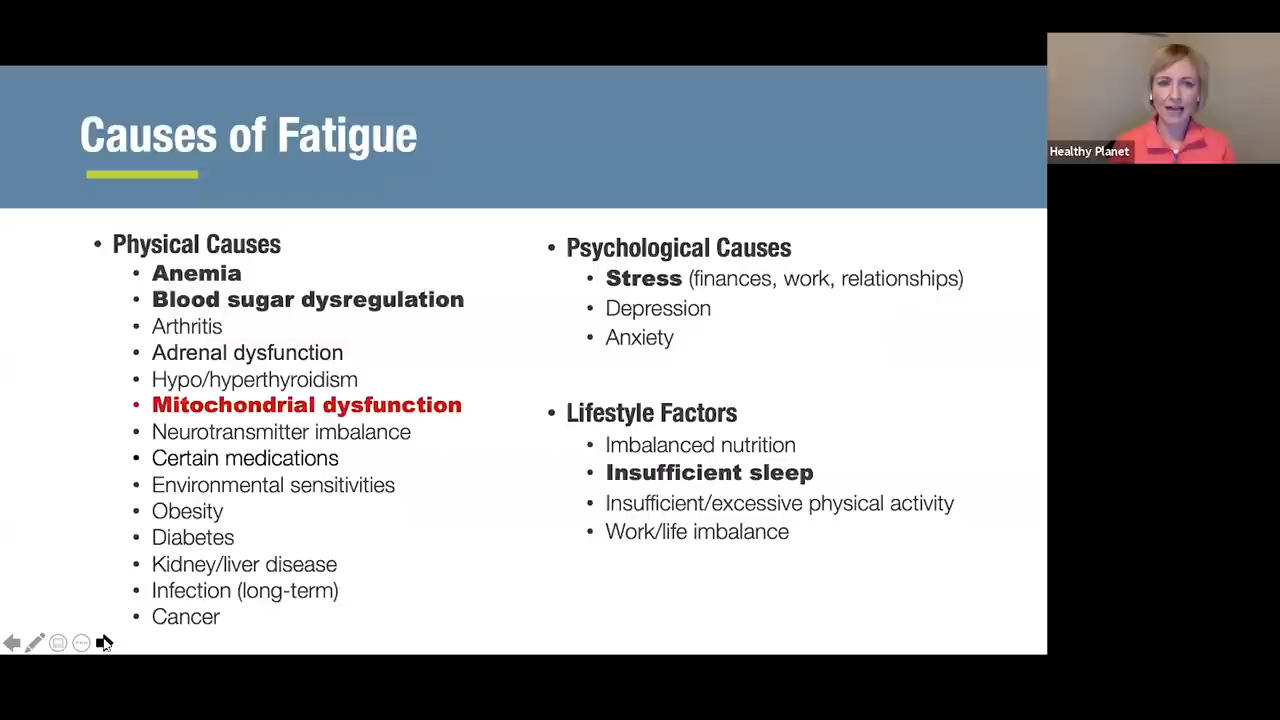 Causes of Fatigue
• Physical Causes
• Anemia
• Blood sugar dysregulation
• Arthritis
• Adrenal dysfunction
• Hypo/hyperthyroidism
• Mitochondrial dysfunction
• Neurotransmitter imbalance
• Certain medications
• Environmental sensitivities
• Obesity
• Diabetes
• Kidney/liver disease
• Infection (long-term)
• Cancer
• Psychological Causes
• Stress (finances, work, relationships)
• Depression
• Anxiety
• Lifestyle Factors
• Imbalanced nutrition
• Insufficient sleep
• Insufficient/excessive physical activity
• Work/life imbalance
Healthy Planet